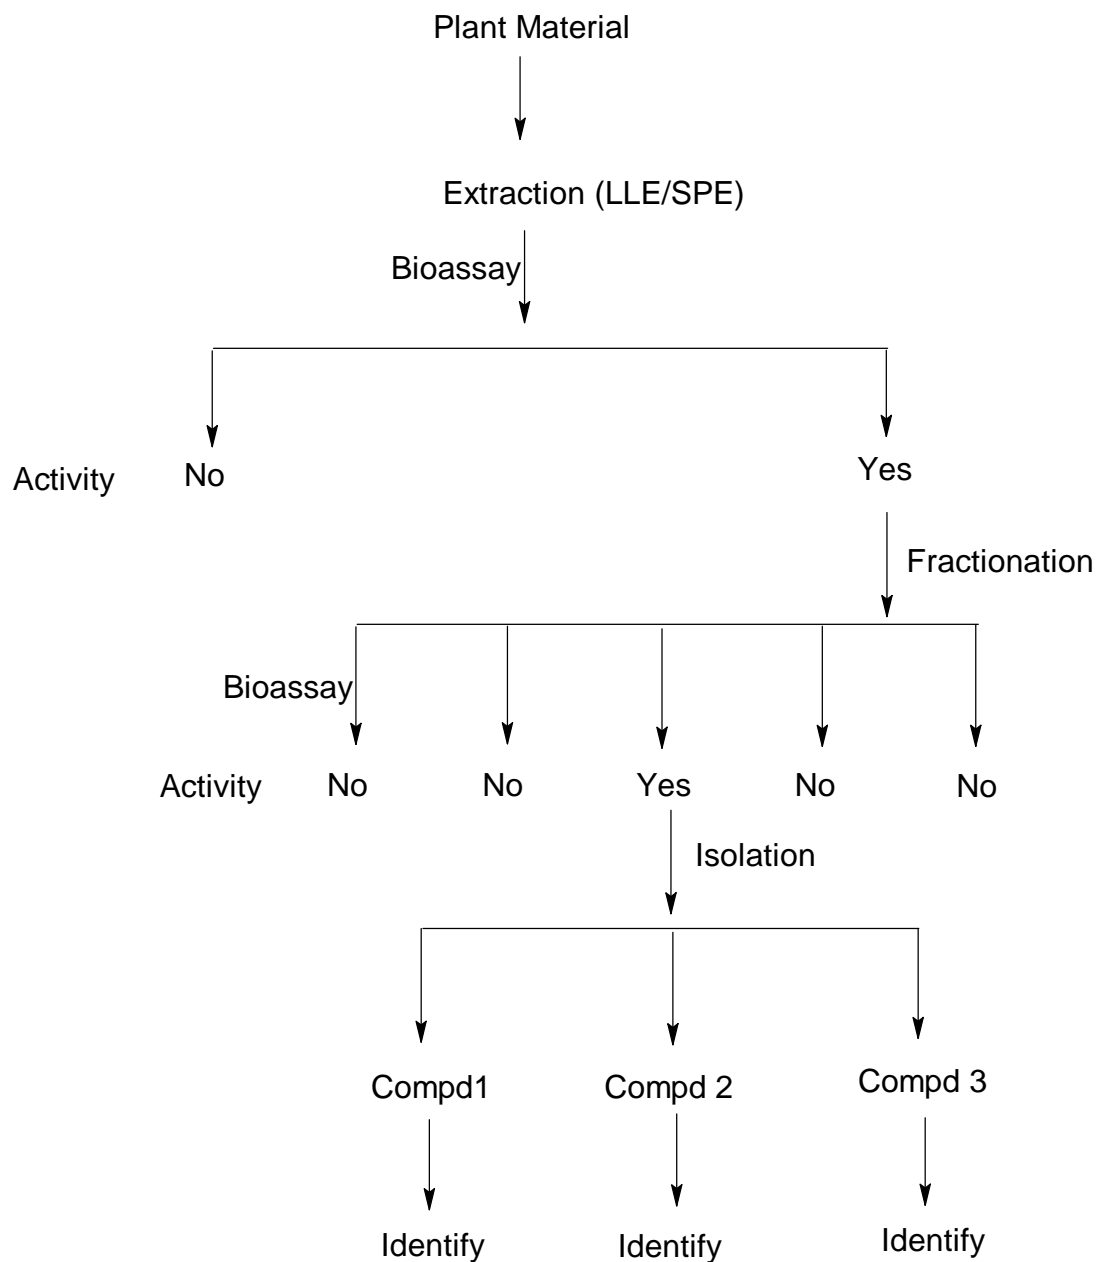 Plant Material
Extraction (LLE/SPE)
Bioassay
Activity No Yes
Fractionation
Bioassay
Activity No No Yes No No
Isolation
Compd1 Compd 2 Compd 3
Identify Identify Identify